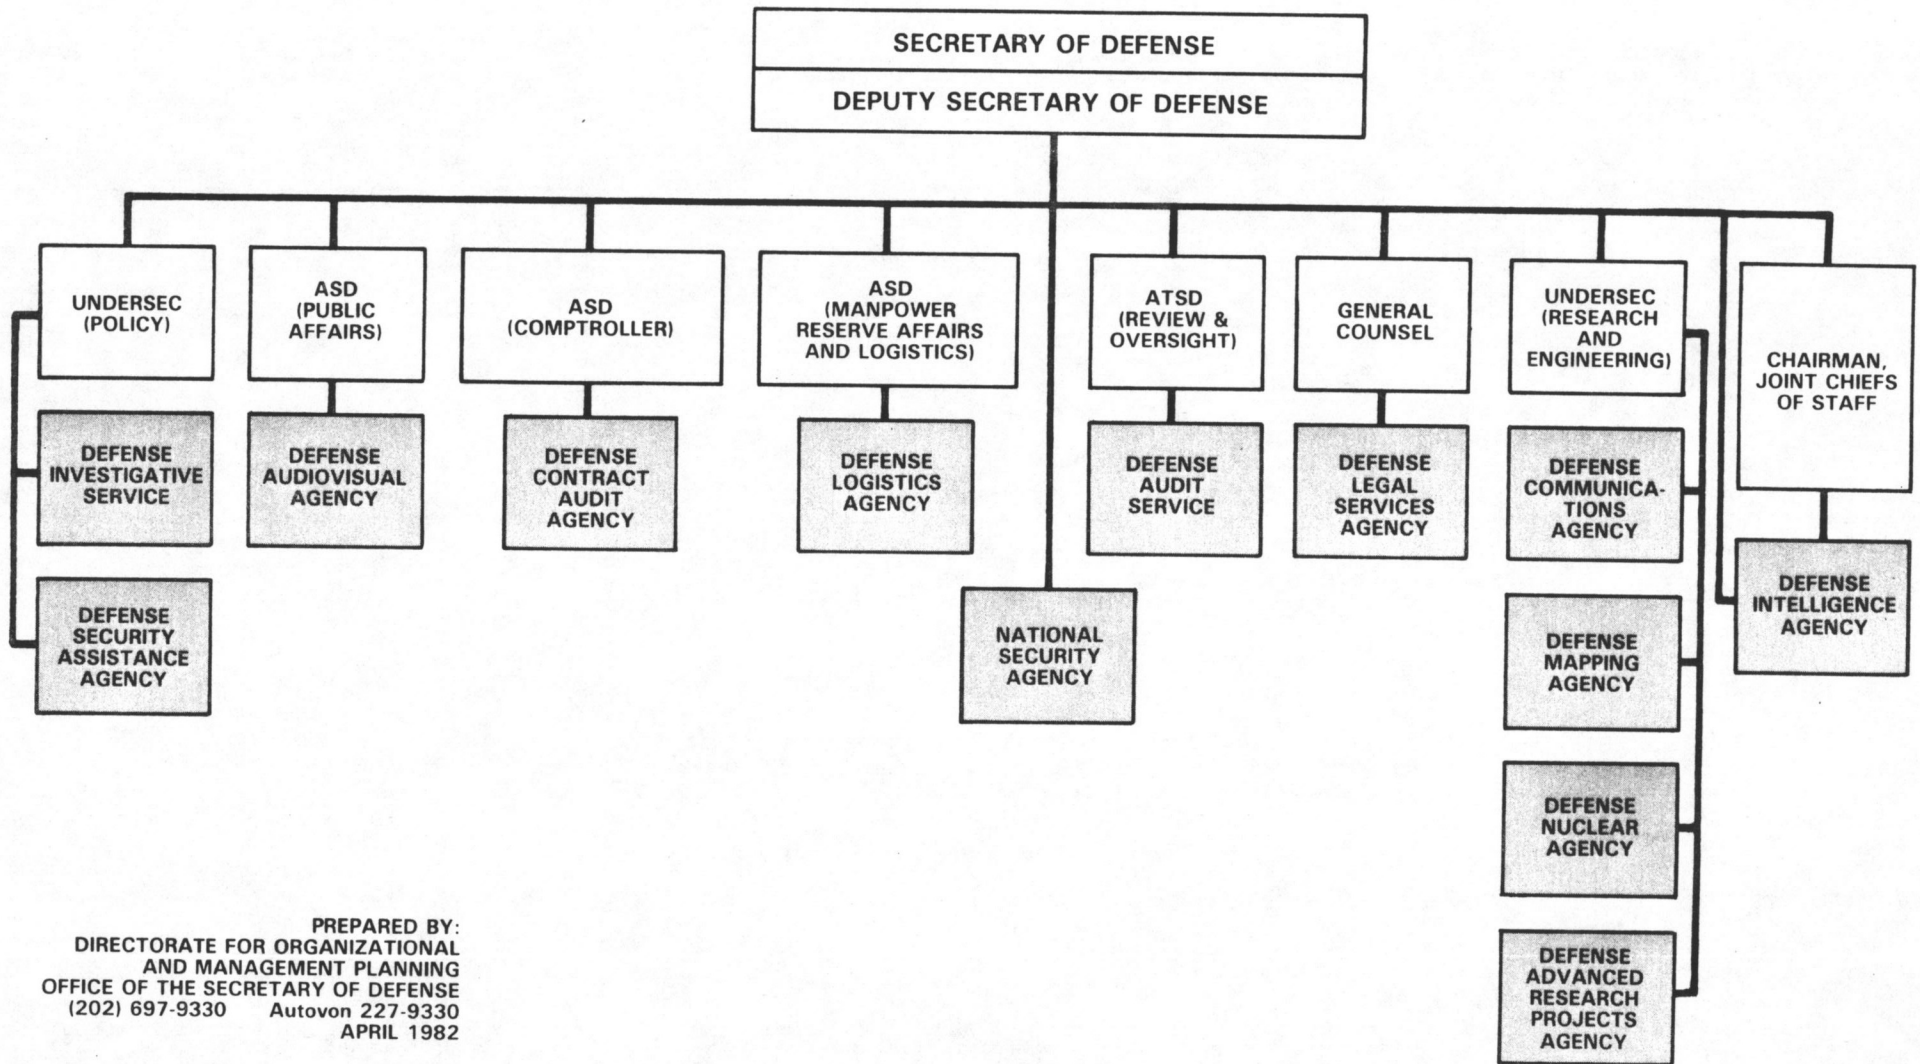 SECRETARY OF DEFENSE
DEPUTY SECRETARY OF DEFENSE
UNDERSEC
(POLICY)
ASD
(PUBLIC
AFFAIRS)
ASD
(COMPTROLLER)
ASD
(MANPOWER
RESERVE AFFAIRS
AND LOGISTICS)
ATSD
(REVIEW &
OVERSIGHT)
GENERAL
COUNSEL
UNDERSEC
(RESEARCH
AND
ENGINEERING)
CHAIRMAN,
JOINT CHIEFS
OF STAFF
DEFENSE
INVESTIGATIVE
SERVICE
DEFENSE
AUDIOVISUAL
AGENCY
DEFENSE
CONTRACT
AUDIT
AGENCY
DEFENSE
LOGISTICS
AGENCY
DEFENSE
AUDIT
SERVICE
DEFENSE
LEGAL
SERVICES
AGENCY
DEFENSE
COMMUNICA-
TIONS
AGENCY
DEFENSE
INTELLIGENCE
AGENCY
DEFENSE
SECURITY
ASSISTANCE
AGENCY
NATIONAL
SECURITY
AGENCY
DEFENSE
MAPPING
AGENCY
DEFENSE
NUCLEAR
AGENCY
DEFENSE
ADVANCED
RESEARCH
PROJECTS
AGENCY
PREPARED BY:
DIRECTORATE FOR ORGANIZATIONAL
AND MANAGEMENT PLANNING
OFFICE OF THE SECRETARY OF DEFENSE
(202) 697-9330 Autovon 227-9330
APRIL 1982